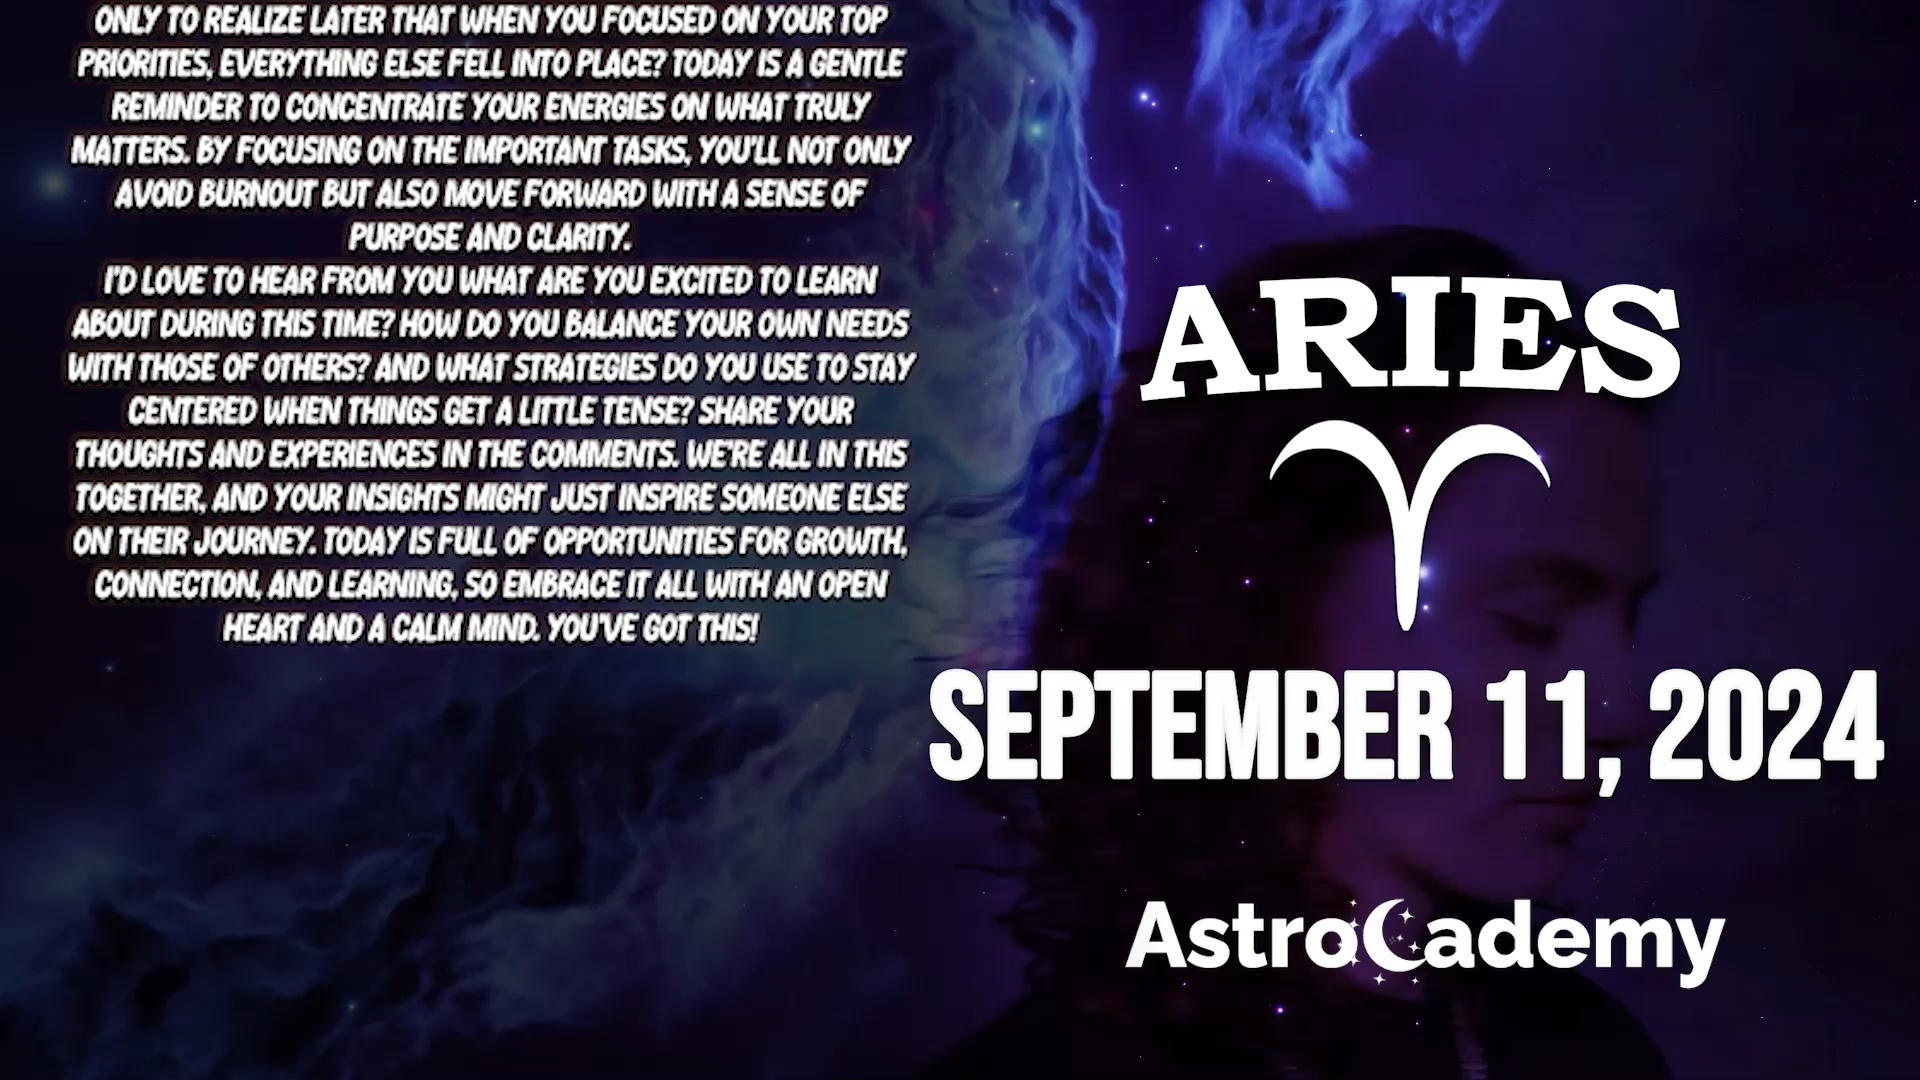 ONLY TO REALIZE LATER THAT WHEN YOU FOCUSED ON YOUR TOP
PRIORITIES, EVERYTHING ELSE FELL INTO PLACE? TODAY IS A GENTLE
REMINDER TO CONCENTRATE YOUR ENERGIES ON WHAT TRULY
MATTERS. BY FOCUSING ON THE IMPORTANT TASKS, YOU'LL NOT ONLY
AVOID BURNOUT BUT ALSO MOVE FORWARD WITH A SENSE OF
PURPOSE AND CLARITY.
I'D LOVE TO HEAR FROM YOU WHAT ARE YOU EXCITED TO LEARN
ABOUT DURING THIS TIME? HOW DO YOU BALANCE YOUR OWN NEEDS
WITH THOSE OF OTHERS? AND WHAT STRATEGIES DO YOU USE TO STAY
CENTERED WHEN THINGS GET A LITTLE TENSE? SHARE YOUR
THOUGHTS AND EXPERIENCES IN THE COMMENTS. WE'RE ALL IN THIS
TOGETHER, AND YOUR INSIGHTS MIGHT JUST INSPIRE SOMEONE ELSE
ON THEIR JOURNEY. TODAY IS FULL OF OPPORTUNITIES FOR GROWTH,
CONNECTION, AND LEARNING, SO EMBRACE IT ALL WITH AN OPEN
HEART AND A CALM MIND. YOU'VE GOT THIS!
ARIES
SEPTEMBER 11, 2024
AstroCademy